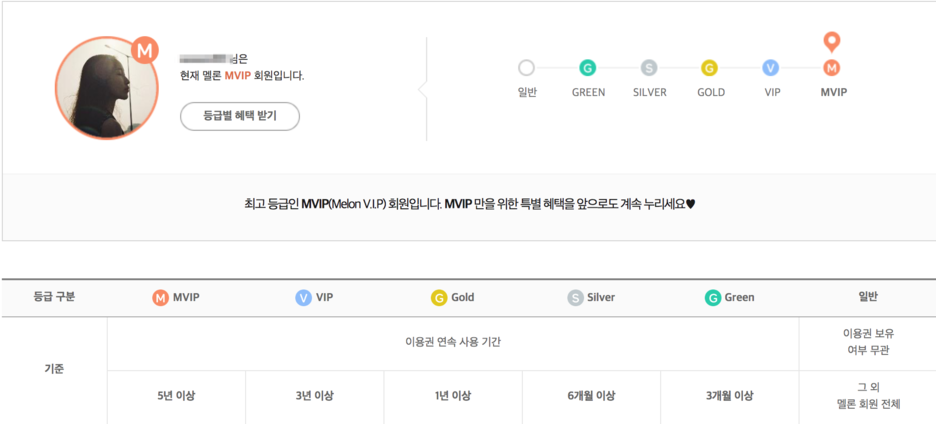 M
님은
현재 멜론 MVIP 회원입니다.
등급별 혜택 받기
G S G V M
일반 GREEN SILVER GOLD VIP MVIP
최고 등급인 MVIP(Melon V.I.P) 회원입니다. MVIP 만을 위한 특별 혜택을 앞으로도 계속 누리세요♥
등급 구분 M MVIP V VIP G Gold S Silver G Green 일반
기준
이용권 연속 사용 기간
이용권 보유
여부 무관
5년 이상 3년 이상 1년 이상 6개월 이상 3개월 이상
그 외
멜론 회원 전체